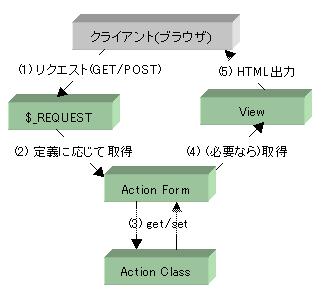 クライアント(ブラウザ)
(1) リクエスト(GET/POST)
(5) HTML出力
$_REQUEST
View
(2) 定義に応じて取得
(4) (必要なら)取得
Action Form
(3) get/set
Action Class